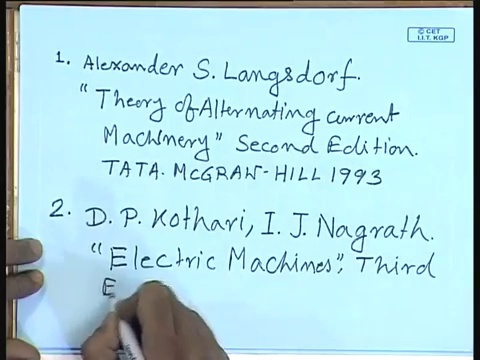 © CET
I.I.T. KGP
1. Alexander S. Langsdorf.
"Theory of Alternating current
Machinery" Second Edition.
TATA. McGRAW-HILL 1993
2. D. P. Kothari, I. J. Nagrath.
"Electric Machines", Third
E